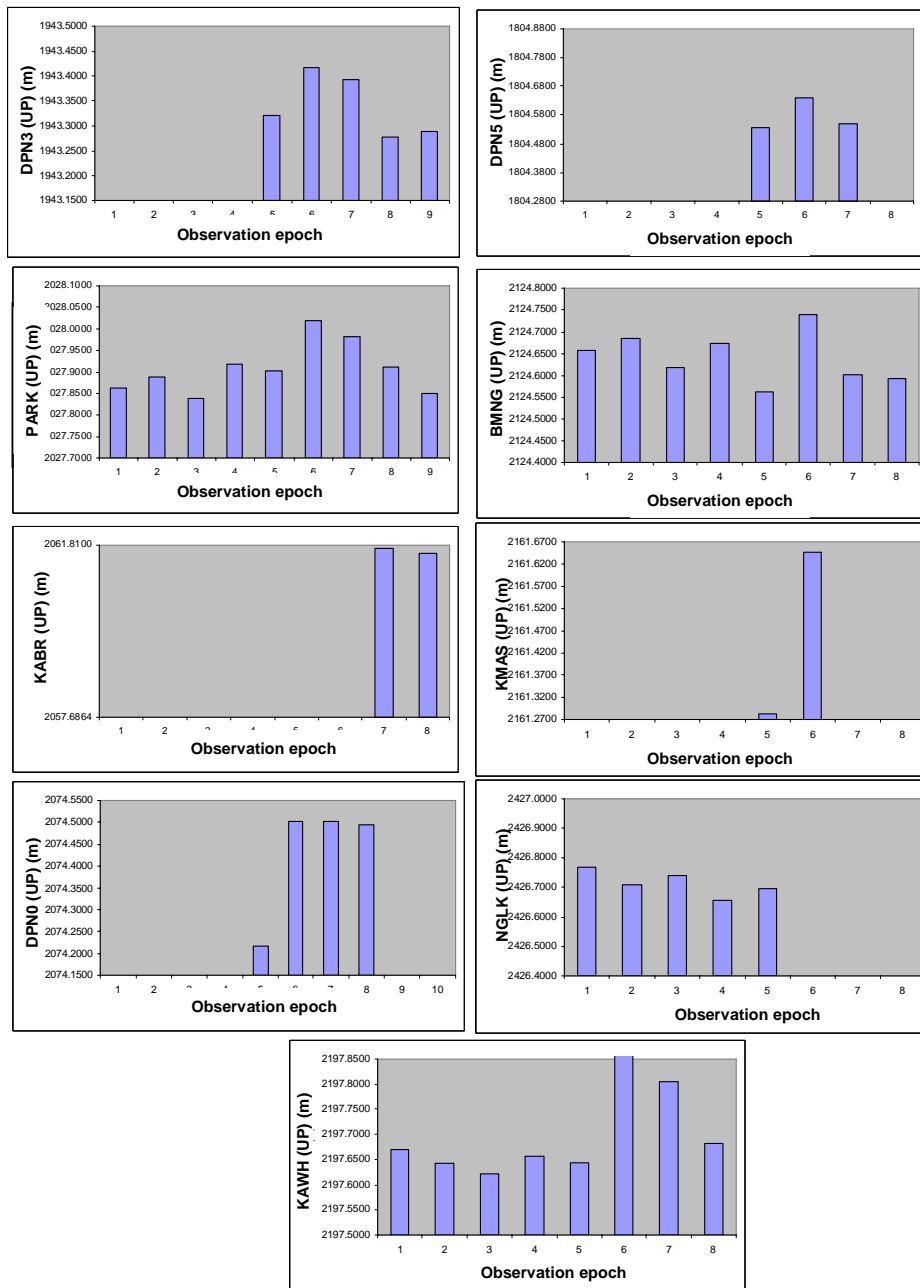 DPN3 (UP) (m)
1943.5000
1943.4500
1943.4000
1943.3500
1943.3000
1943.2500
1943.2000
1943.1500
1 2 3 4 5 6 7 8 9
Observation epoch
DPN5 (UP) (m)
1804.8800
1804.7800
1804.6800
1804.5800
1804.4800
1804.3800
1804.2800
1 2 3 4 5 6 7 8
Observation epoch
PARK (UP) (m)
2028.1000
2028.0500
028.0000
027.9500
027.9000
027.8500
027.8000
027.7500
2027.7000
1 2 3 4 5 6 7 8 9
Observation epoch
BMNG (UP) (m)
2124.8000
2124.7500
2124.7000
2124.6500
2124.6000
2124.5500
2124.5000
2124.4500
2124.4000
1 2 3 4 5 6 7 8
Observation epoch
KABR (UP) (m)
2061.8100
2057.6864
1 2 3 4 5 6 7 8
Observation epoch
KMAS (UP) (m)
2161.6700
2161.6200
2161.5700
2161.5200
2161.4700
2161.4200
2161.3700
2161.3200
2161.2700
1 2 3 4 5 6 7 8
Observation epoch
DPN0 (UP) (m)
2074.5500
2074.5000
2074.4500
2074.4000
2074.3500
2074.3000
2074.2500
2074.2000
2074.1500
1 2 3 4 5 6 7 8 9 10
Observation epoch
NGLK (UP) (m)
2427.0000
2426.9000
2426.8000
2426.7000
2426.6000
2426.5000
2426.4000
1 2 3 4 5 6 7 8
Observation epoch
KAWH (UP) (m)
2197.8500
2197.8000
2197.7500
2197.7000
2197.6500
2197.6000
2197.5500
2197.5000
1 2 3 4 5 6 7 8
Observation epoch